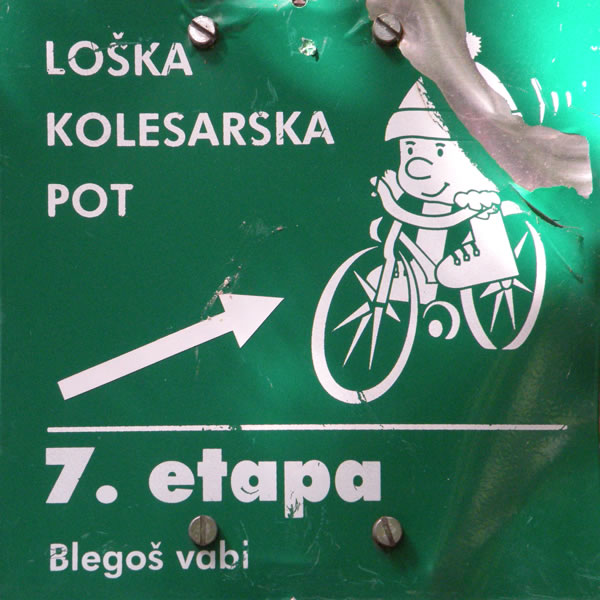 LOŠKA
KOLESARSKA
POT
7. etapa
Blegoš vabi